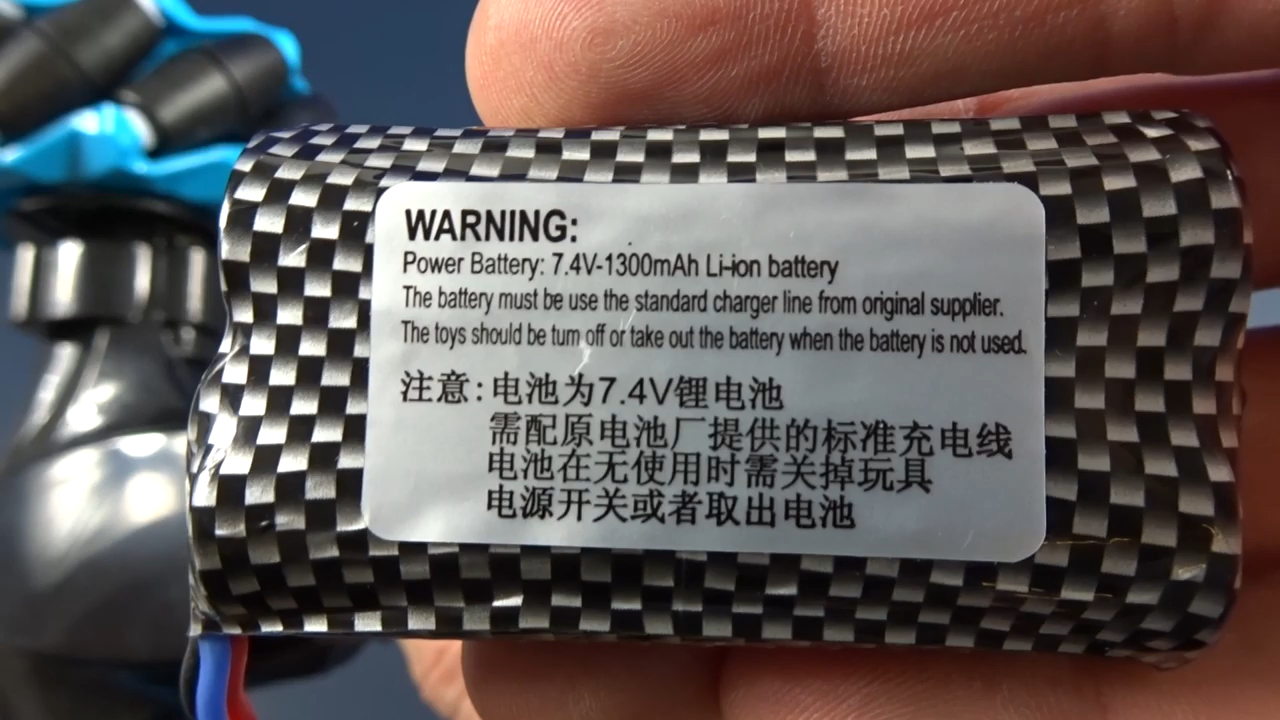 WARNING:
Power Battery: 7.4V-1300mAh Li-ion battery
The battery must be use the standard charger line from original supplier.
The toys should be turn off or take out the battery when the battery is not used.
注意:电池为7.4V锂电池
需配原电池厂提供的标准充电线
电池在无使用时需关掉玩具
电源开关或者取出电池